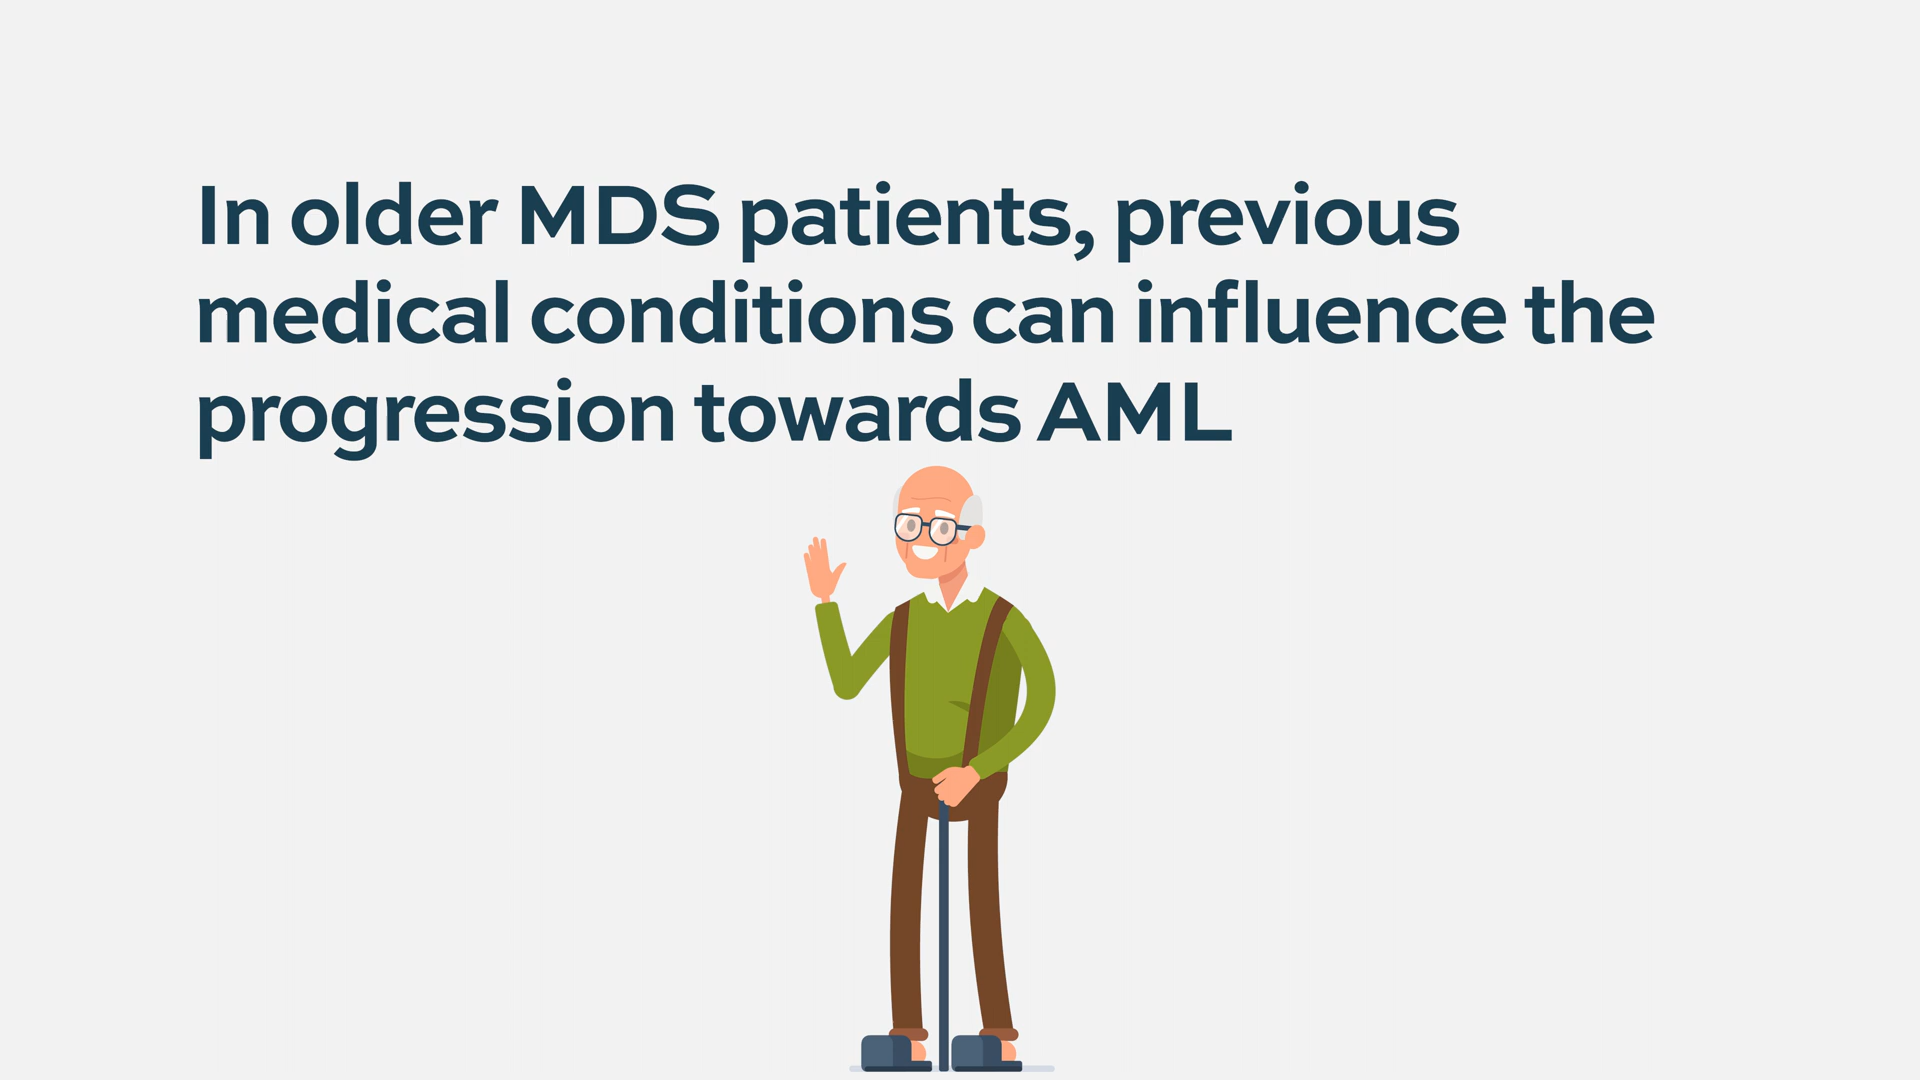 In older MDS patients, previous
medical conditions can influence the
progression towards AML